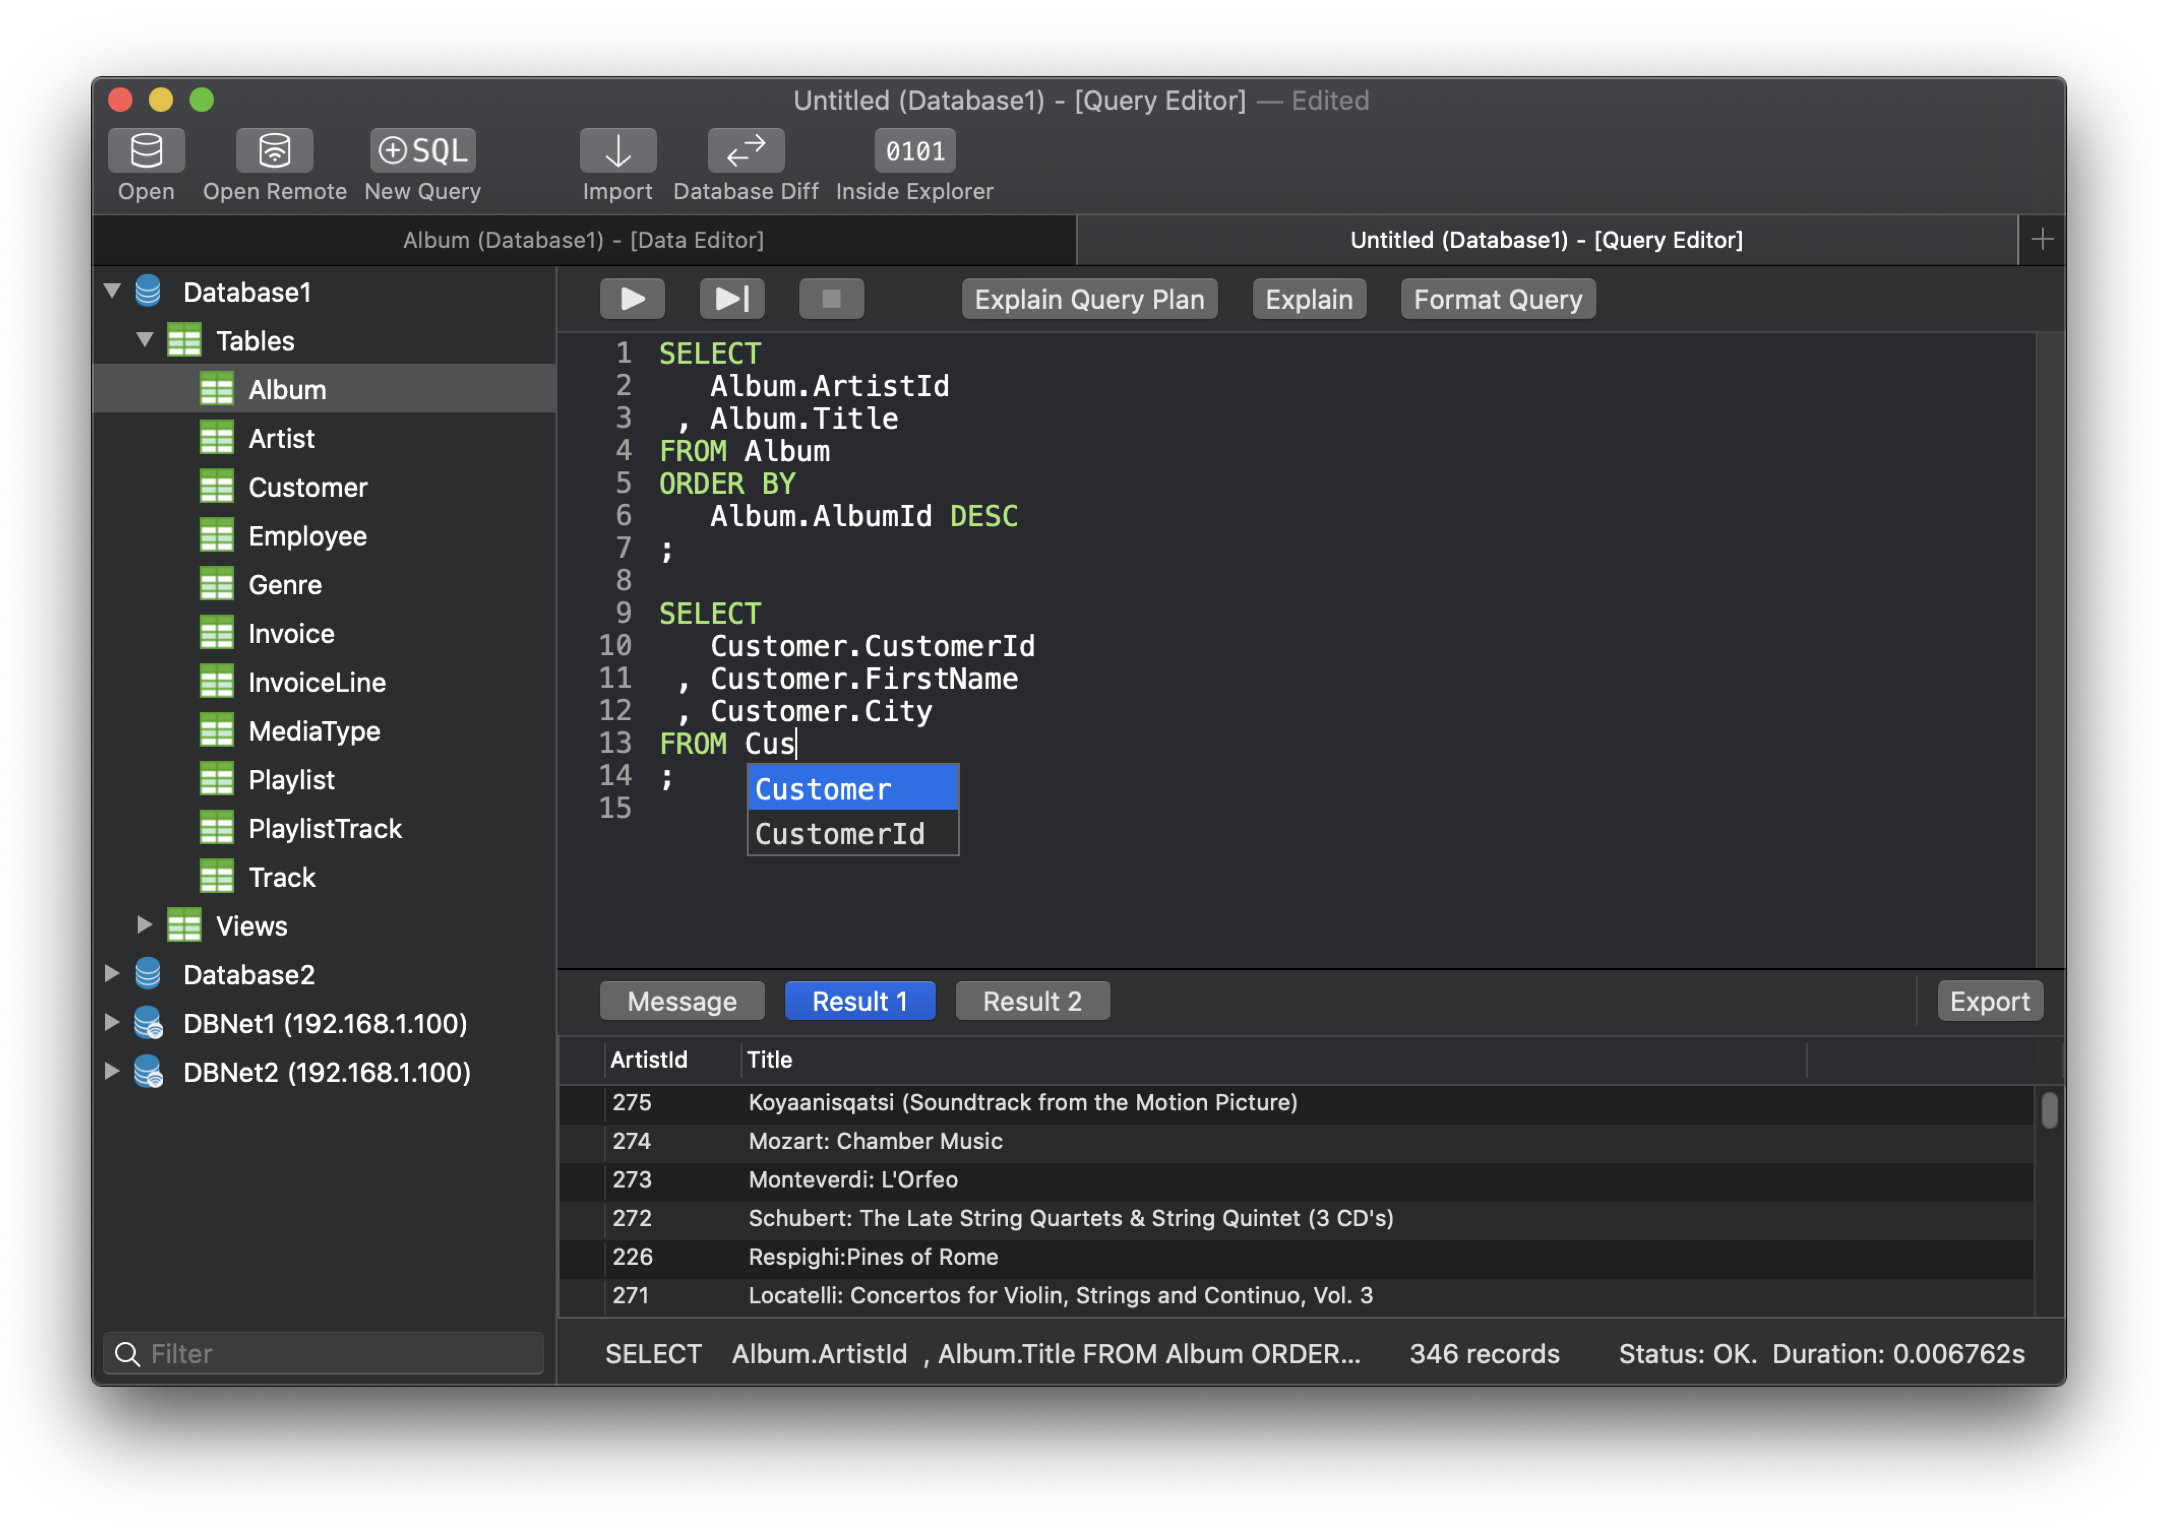 Untitled (Database1) - [Query Editor] — Edited
SQL
0101
Open
Open Remote
New Query
Import
Database Diff
Inside Explorer
Album (Database1) - [Data Editor]
Untitled (Database1) - [Query Editor]
Database1
Tables
Album
Artist
Customer
Employee
Genre
Invoice
InvoiceLine
MediaType
Playlist
PlaylistTrack
Track
Views
Database2
DBNet1 (192.168.1.100)
DBNet2 (192.168.1.100)
Filter
Explain Query Plan
Explain
Format Query
1 SELECT
2 Album.ArtistId
3 , Album.Title
4 FROM Album
5 ORDER BY
6 Album.AlbumId DESC
7 ;
8
9 SELECT
10 Customer.CustomerId
11 , Customer.FirstName
12 , Customer.City
13 FROM Cus
14 ;
15
Customer
CustomerId
Message
Result 1
Result 2
Export
ArtistId Title
275 Koyaanisqatsi (Soundtrack from the Motion Picture)
274 Mozart: Chamber Music
273 Monteverdi: L'Orfeo
272 Schubert: The Late String Quartets & String Quintet (3 CD's)
226 Respighi:Pines of Rome
271 Locatelli: Concertos for Violin, Strings and Continuo, Vol. 3
SELECT Album.ArtistId , Album.Title FROM Album ORDER... 346 records Status: OK. Duration: 0.006762s